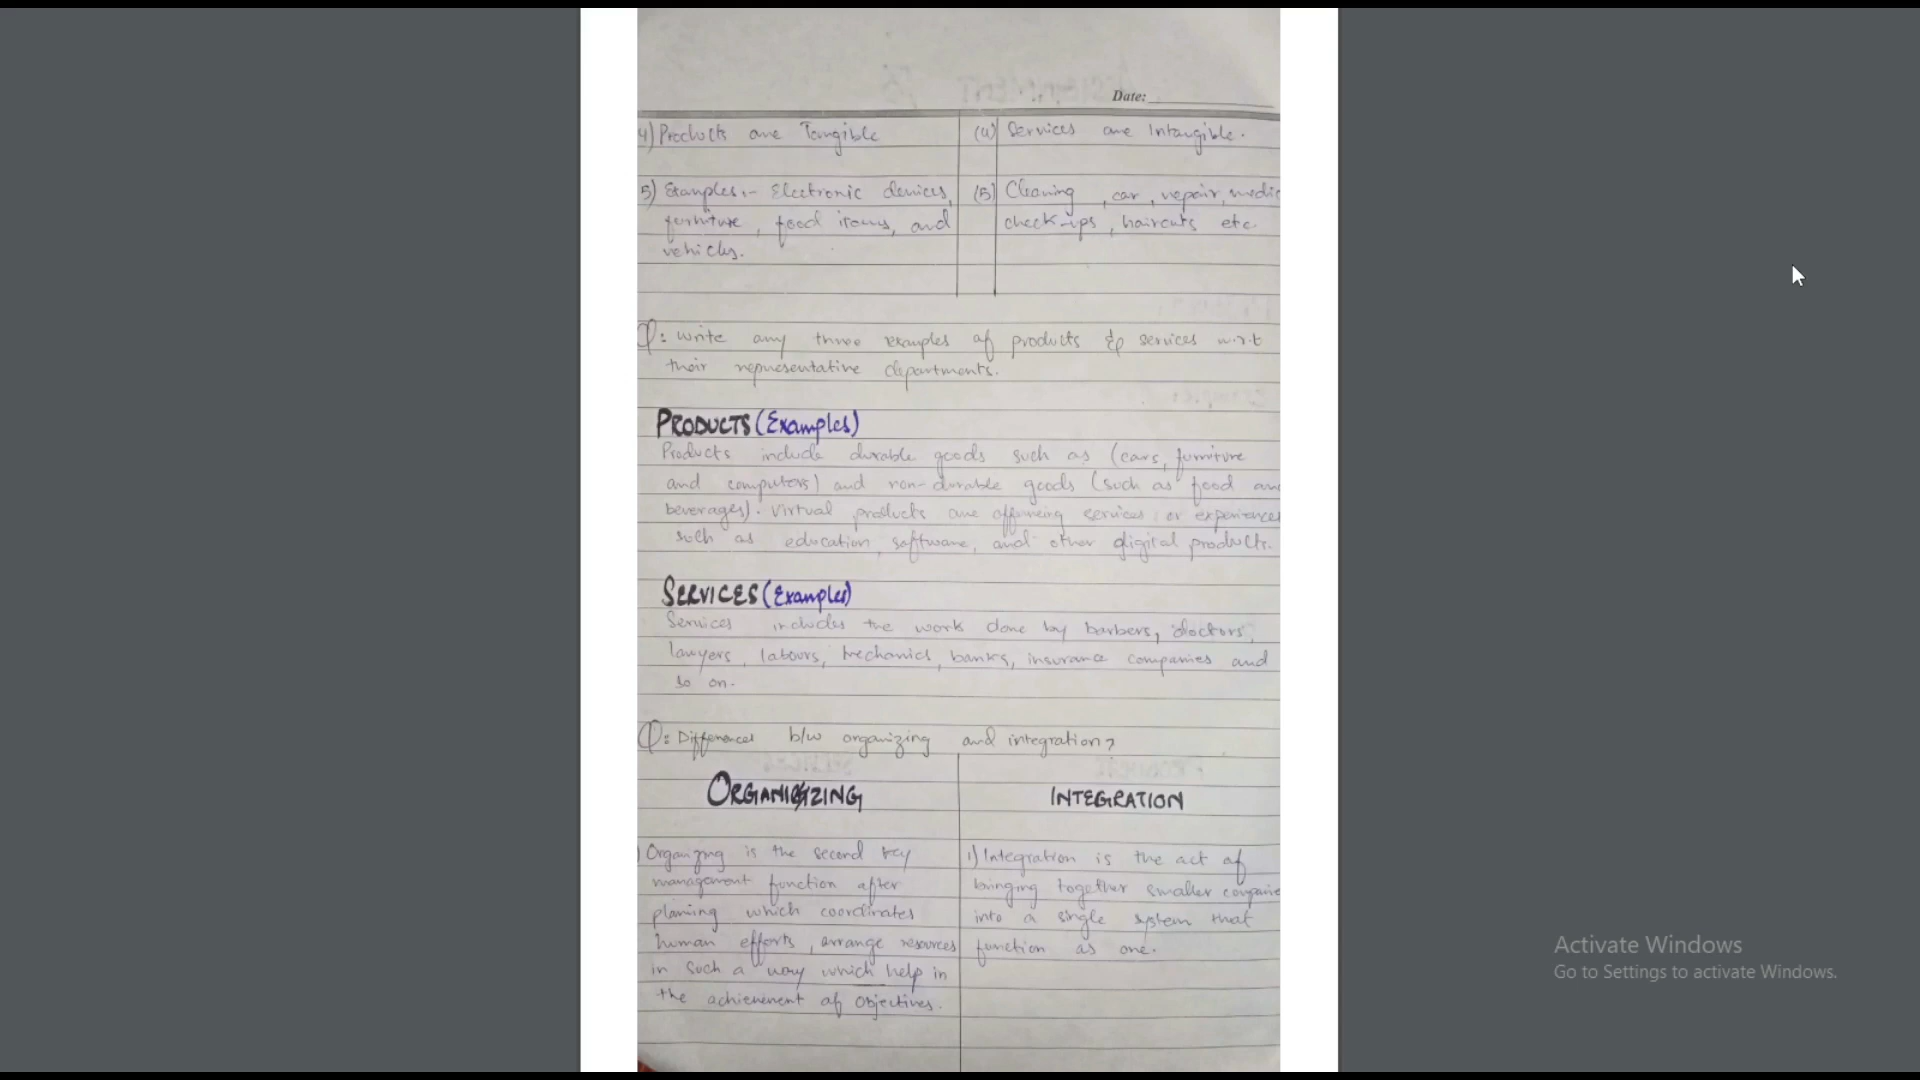 Date:
4) Products are Tangible
(4) Services are Intangible.
5) Examples:- Electronic devices,
furniture, food items, and
vehicles.
(5) Cleaning, car, repair, medic
check-ups, haircuts etc.
Q: write any three examples of products & services w.r.t
their representative departments.
PRODUCTS (Examples)
Products include durable goods such as (cars, furniture
and computers) and non-durable goods (such as food an
beverages). Virtual products are offereing services or experiences
such as education, software, and other gligital products.
SERVICES (Examples)
Services includes the work done by barbers, doctors,
lawyers, labours, mechanics, banks, insurance companies and
so on.
Q: Differences b/w organizing and integration?
ORGANIZING
1) Organizing is the second key
management function after
planning which coordinates
human efforts, arrange resources
in such a way which help in
the achievement of objectives.
INTEGRATION
1) Integration is the act of
bringing together smaller companie
into a single system that
function as one.
Activate Windows
Go to Settings to activate Windows.